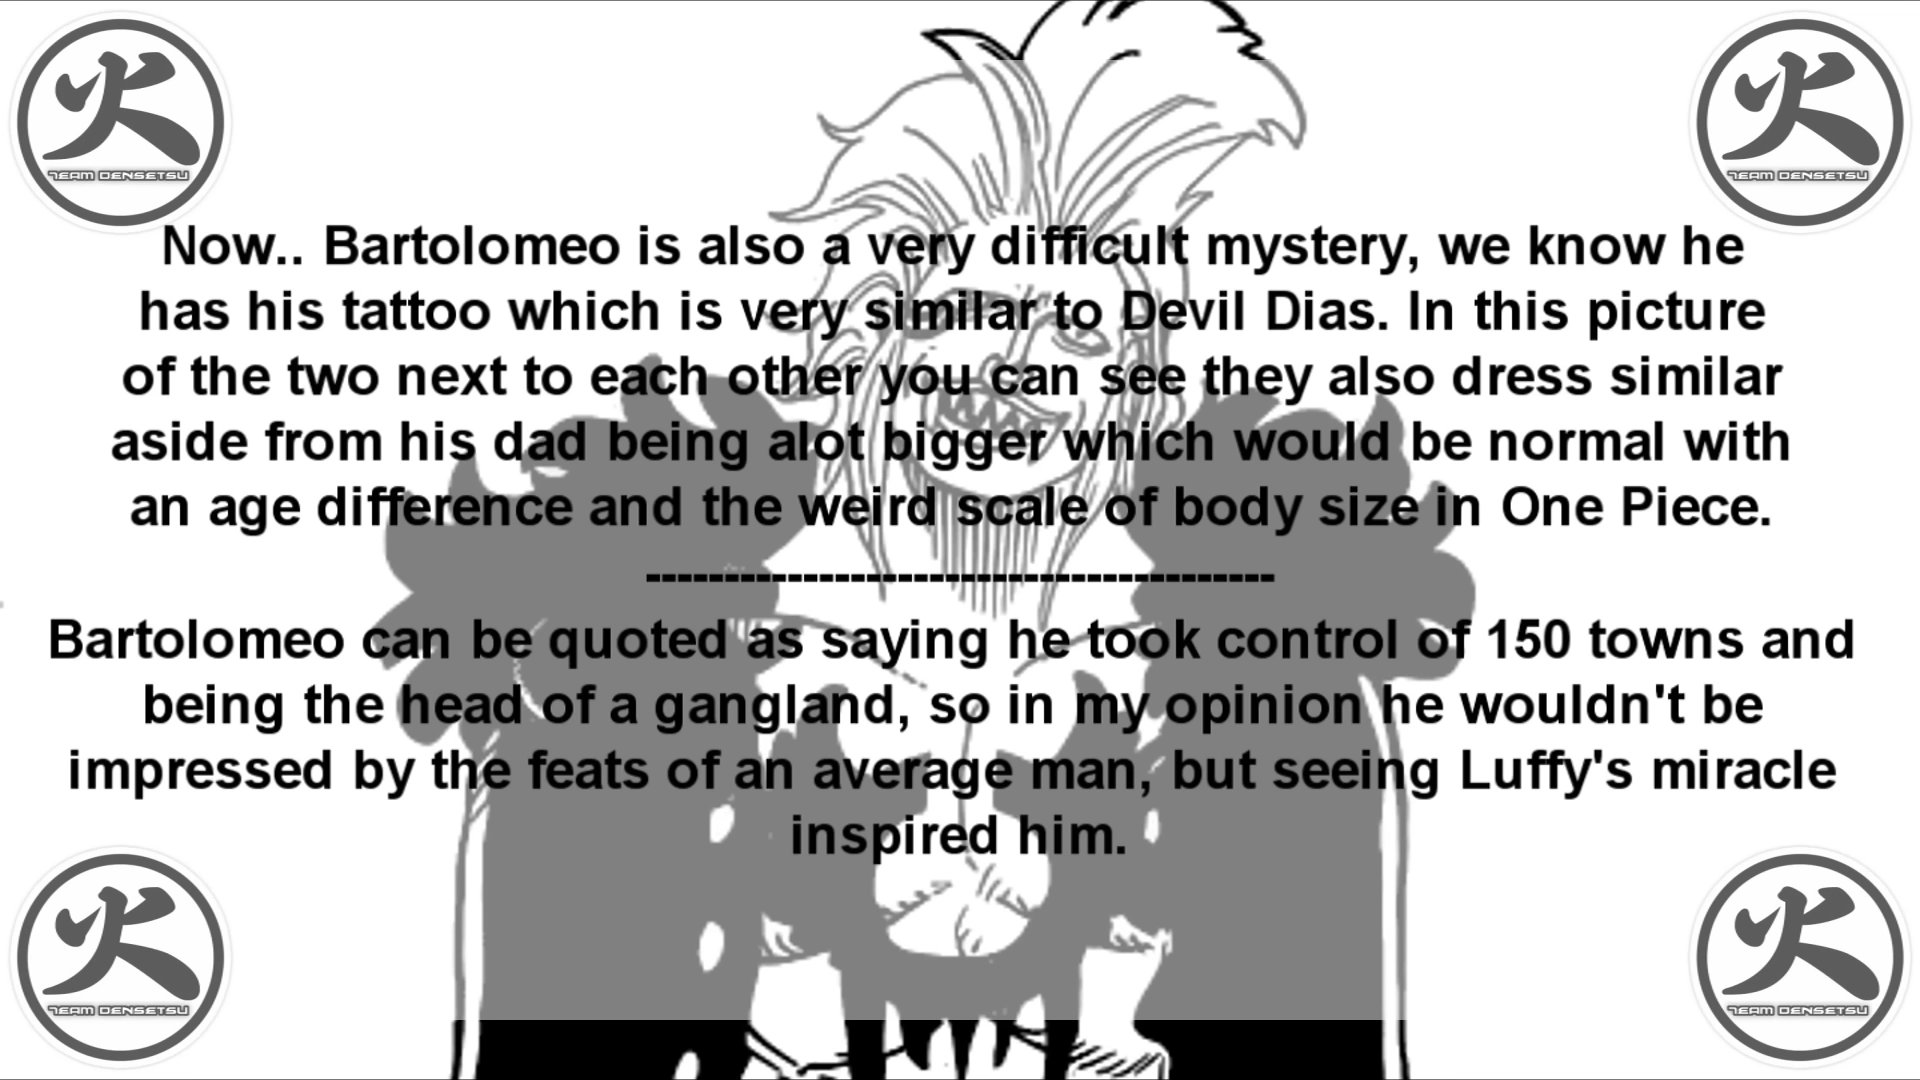 火 火
TEAM DENSETSU TEAM DENSETSU
Now.. Bartolomeo is also a very difficult mystery, we know he
has his tattoo which is very similar to Devil Dias. In this picture
of the two next to each other you can see they also dress similar
aside from his dad being alot bigger which would be normal with
an age difference and the weird scale of body size in One Piece.
----------------------------------------
Bartolomeo can be quoted as saying he took control of 150 towns and
being the head of a gangland, so in my opinion he wouldn't be
impressed by the feats of an average man, but seeing Luffy's miracle
inspired him.
火 火
TEAM DENSETSU TEAM DENSETSU